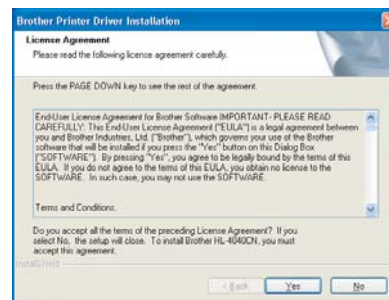 Brother Printer Driver Installation
License Agreement
Please read the following license agreement carefully.
Press the PAGE DOWN key to see the rest of the agreement.
End-User License Agreement for Brother Software IMPORTANT- PLEASE READ
CAREFULLY: This End-User License Agreement ("EULA") is a legal agreement between
you and Brother Industries, Ltd. ("Brother"), which governs your use of the Brother
software that will be installed if you press the "Yes" button on this Dialog Box
("SOFTWARE"). By pressing "Yes", you agree to be legally bound by the terms of this
EULA. If you do not agree to the terms of this EULA, you obtain no license to the
SOFTWARE. In such case, you may not use the SOFTWARE.
Terms and Conditions.
Do you accept all the terms of the preceding License Agreement? If you
select No, the setup will close. To install Brother HL-4040CN, you must
accept this agreement.
InstallShield
< Back
Yes
No